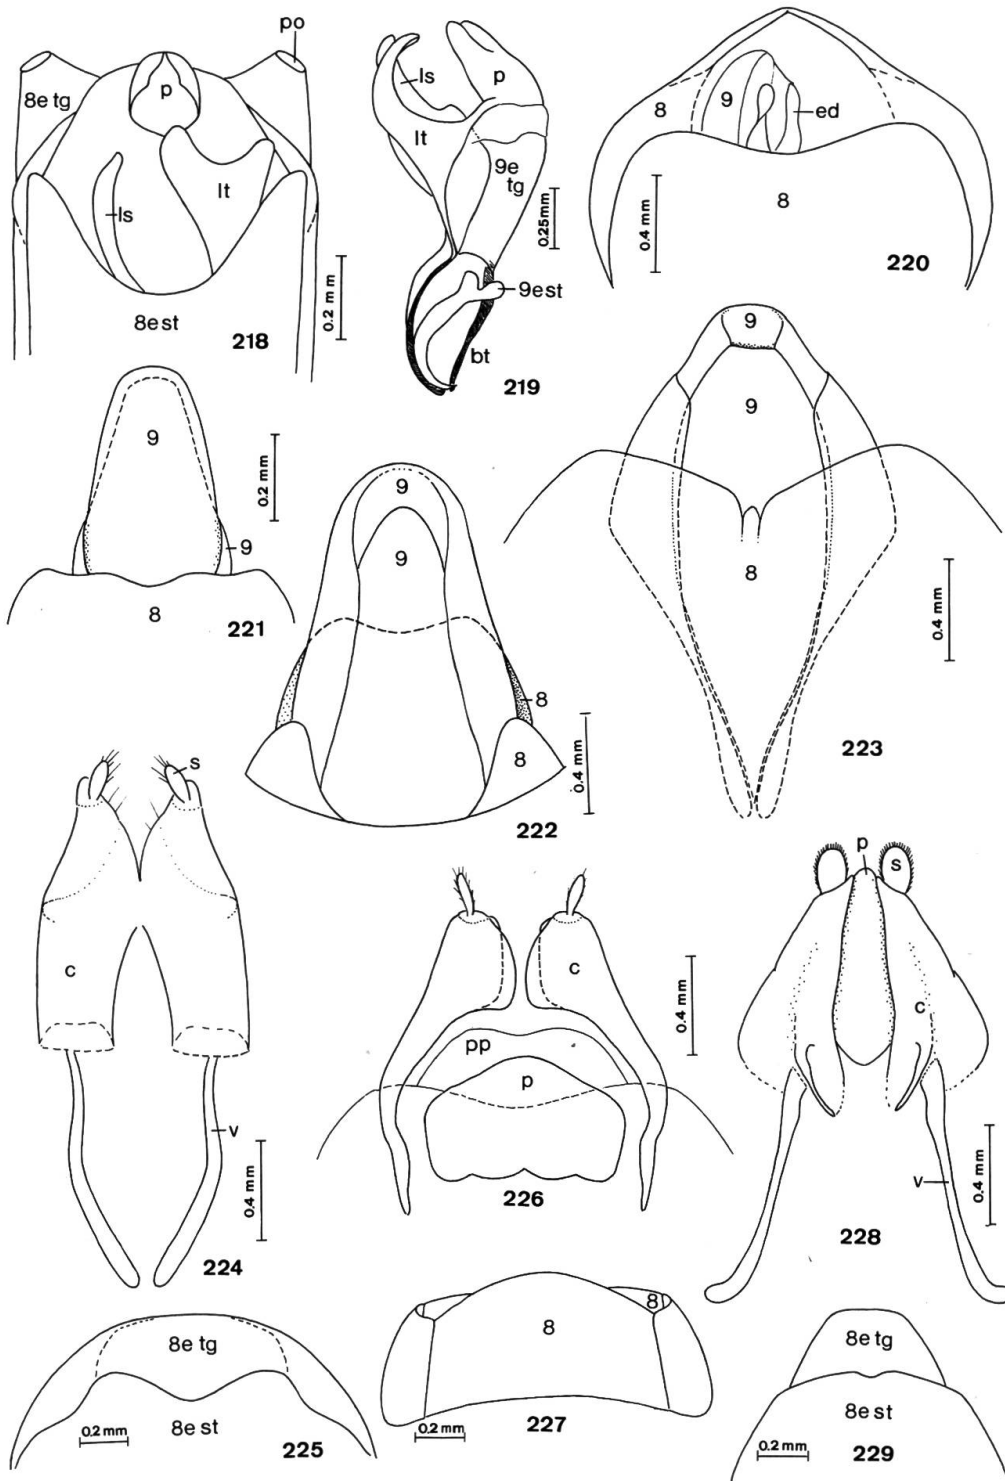 po
8e tg
p
ls
lt
8e st
0.2 mm
218
ls
p
lt
9e
tg
0.25mm
9e st
bt
219
8
9
ed
8
0.4 mm
220
9
0.2 mm
9
8
221
9
9
8
8
0.4 mm
222
9
9
8
0.4 mm
223
s
c
v
0.4 mm
224
c
pp
p
0.4 mm
226
p
s
c
v
0.4 mm
228
8e tg
8e st
0.2 mm
225
8
8
0.2 mm
227
8e tg
8e st
0.2 mm
229